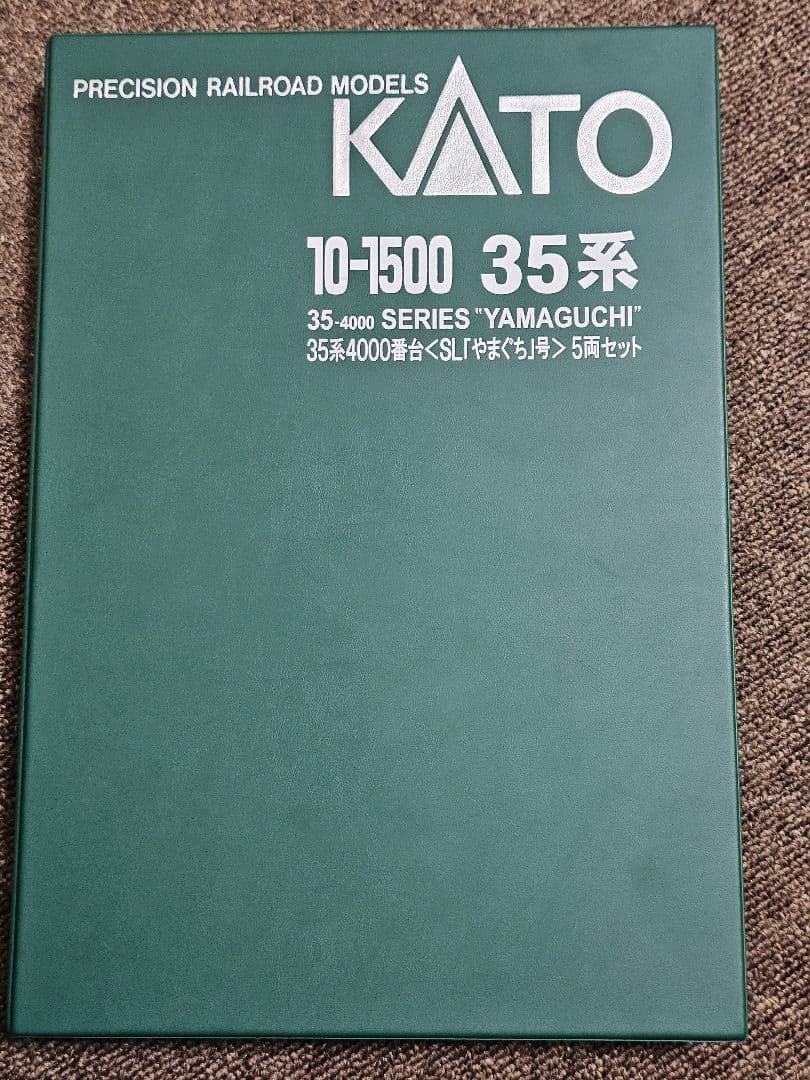 PRECISION RAILROAD MODELS
KATO
10-1500 35系
35-4000 SERIES "YAMAGUCHI"
35系4000番台<SL「やまぐち」号> 5両セット